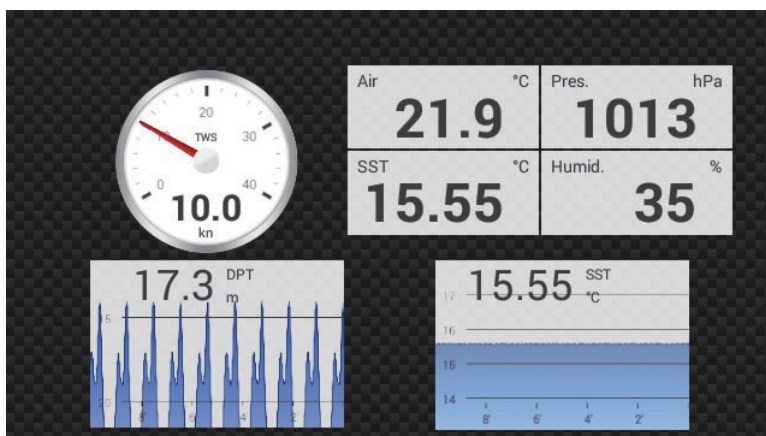 20
10
TWS
30
0
40
10.0
kn
Air °C
21.9
Pres. hPa
1013
SST °C
15.55
Humid. %
35
17.3 DPT
m
15
20
8' 6' 4' 2'
15.55 SST
°C
17
16
15
14
8' 6' 4' 2'